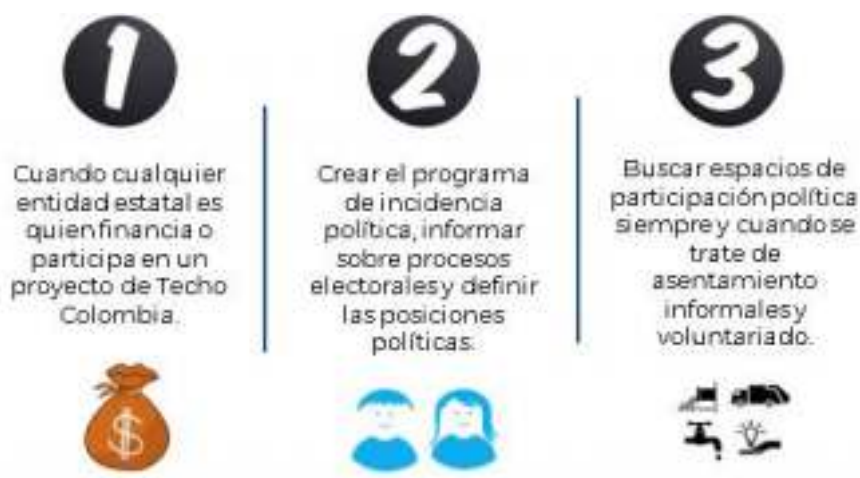 1
Cuando cualquier
entidad estatal es
quien financia o
participa en un
proyecto de Techo
Colombia.
$
2
Crear el programa
de incidencia
política, informar
sobre procesos
electorales y definir
las posiciones
políticas.
3
Buscar espacios de
participación política
siempre y cuando se
trate de
asentamiento
informales y
voluntariado.